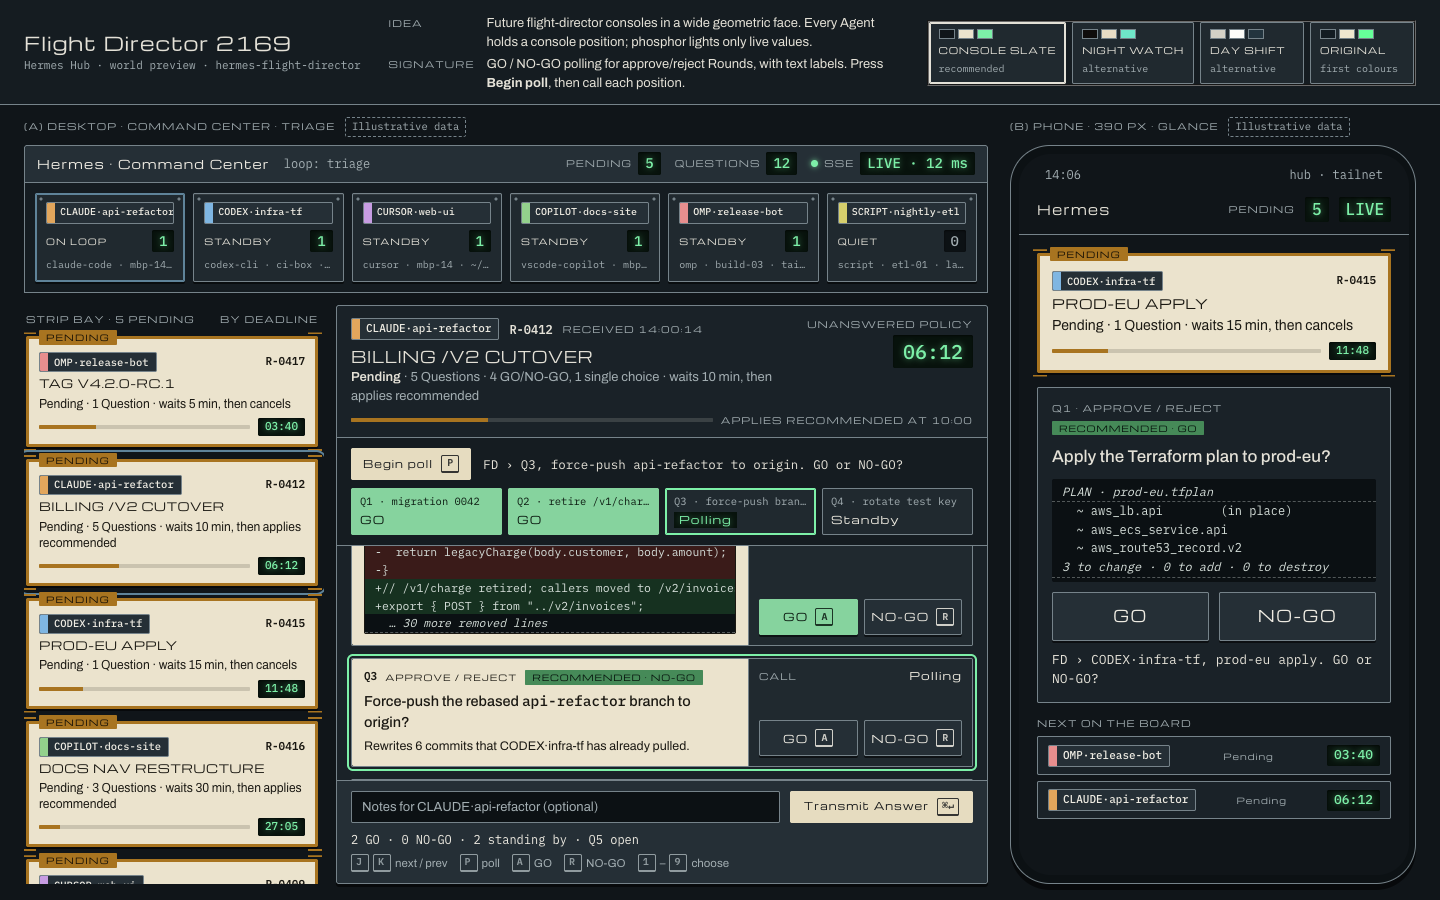 Flight Director 2169
Hermes Hub · world preview · hermes-flight-director
IDEA
Future flight-director consoles in a wide geometric face. Every Agent
holds a console position; phosphor lights only live values.
SIGNATURE
GO / NO-GO polling for approve/reject Rounds, with text labels. Press
Begin poll, then call each position.
CONSOLE SLATE
recommended
NIGHT WATCH
alternative
DAY SHIFT
alternative
ORIGINAL
first colours
(A) DESKTOP · COMMAND CENTER · TRIAGE
Illustrative data
Hermes · Command Center
loop: triage
PENDING 5
QUESTIONS 12
SSE LIVE · 12 ms
CLAUDE·api-refactor
ON LOOP 1
claude-code · mbp-14…
CODEX·infra-tf
STANDBY 1
codex-cli · ci-box ·…
CURSOR·web-ui
STANDBY 1
cursor · mbp-14 · ~/…
COPILOT·docs-site
STANDBY 1
vscode-copilot · mbp…
OMP·release-bot
STANDBY 1
omp · build-03 · tai…
SCRIPT·nightly-etl
QUIET 0
script · etl-01 · la…
STRIP BAY · 5 PENDING
BY DEADLINE
PENDING
OMP·release-bot
R-0417
TAG V4.2.0-RC.1
Pending · 1 Question · waits 5 min, then cancels
03:40
PENDING
CLAUDE·api-refactor
R-0412
BILLING /V2 CUTOVER
Pending · 5 Questions · waits 10 min, then applies
recommended
06:12
PENDING
CODEX·infra-tf
R-0415
PROD-EU APPLY
Pending · 1 Question · waits 15 min, then cancels
11:48
PENDING
COPILOT·docs-site
R-0416
DOCS NAV RESTRUCTURE
Pending · 3 Questions · waits 30 min, then applies
recommended
27:05
PENDING
CLAUDE·api-refactor
R-0412
RECEIVED 14:00:14
UNANSWERED POLICY
BILLING /V2 CUTOVER
06:12
Pending · 5 Questions · 4 GO/NO-GO, 1 single choice · waits 10 min, then
applies recommended
APPLIES RECOMMENDED AT 10:00
Begin poll P
FD › Q3, force-push api-refactor to origin. GO or NO-GO?
Q1 · migration 0042
GO
Q2 · retire /v1/char…
GO
Q3 · force-push bran…
Polling
Q4 · rotate test key
Standby
-  return legacyCharge(body.customer, body.amount);
-}
+// /v1/charge retired; callers moved to /v2/invoice
+export { POST } from "../v2/invoices";
… 30 more removed lines
GO A
NO-GO R
Q3 APPROVE / REJECT RECOMMENDED · NO-GO
Force-push the rebased api-refactor branch to
origin?
Rewrites 6 commits that CODEX·infra-tf has already pulled.
CALL
Polling
GO A
NO-GO R
Notes for CLAUDE·api-refactor (optional)
Transmit Answer ⌘↵
2 GO · 0 NO-GO · 2 standing by · Q5 open
J K next / prev P poll A GO R NO-GO 1 – 9 choose
(B) PHONE · 390 PX · GLANCE
Illustrative data
14:06
hub · tailnet
Hermes
PENDING 5 LIVE
PENDING
CODEX·infra-tf
R-0415
PROD-EU APPLY
Pending · 1 Question · waits 15 min, then cancels
11:48
Q1 · APPROVE / REJECT
RECOMMENDED · GO
Apply the Terraform plan to prod-eu?
PLAN · prod-eu.tfplan
~ aws_lb.api        (in place)
~ aws_ecs_service.api
~ aws_route53_record.v2
3 to change · 0 to add · 0 to destroy
GO
NO-GO
FD › CODEX·infra-tf, prod-eu apply. GO or
NO-GO?
NEXT ON THE BOARD
OMP·release-bot
Pending
03:40
CLAUDE·api-refactor
Pending
06:12